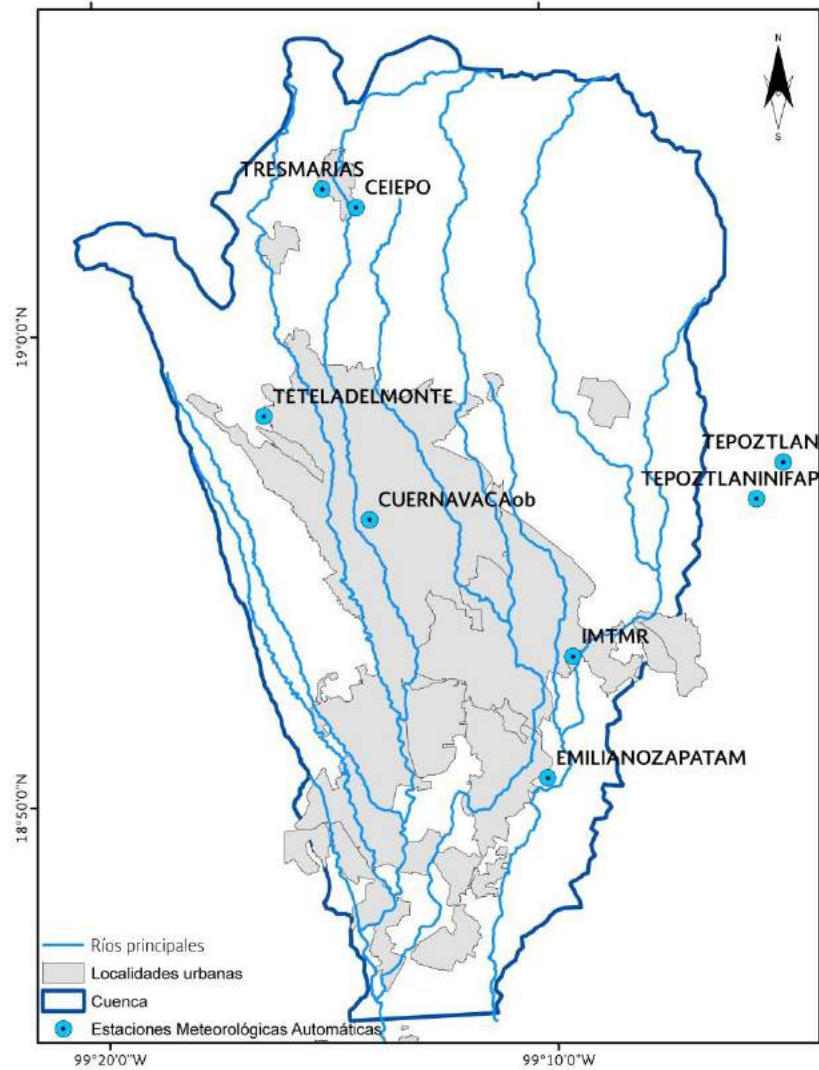 N
S
TRESMARIAS
CEIEPO
19°0'0"N
TETELADELMONTE
TEPOZTLAN
TEPOZTLANINIFAP
CUERNAVACAob
IMTMR
EMILIANOZAPATAM
18°50'0"N
Ríos principales
Localidades urbanas
Cuenca
Estaciones Meteorológicas Automáticas
99°20'0"W
99°10'0"W